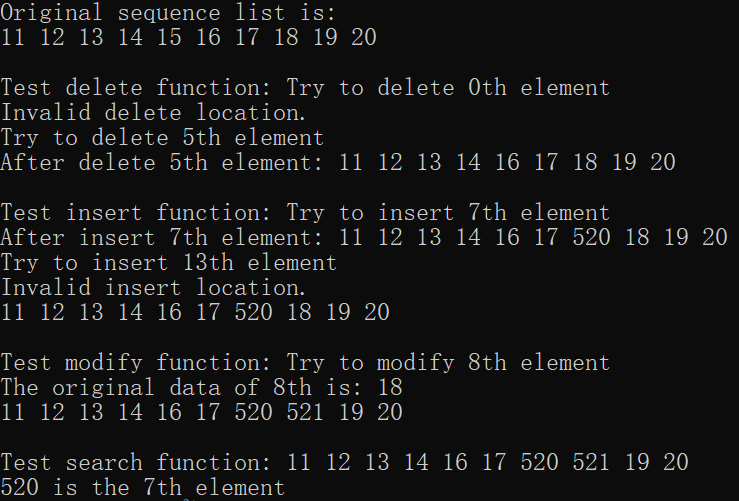 Original sequence list is:
11 12 13 14 15 16 17 18 19 20
Test delete function: Try to delete 0th element
Invalid delete location.
Try to delete 5th element
After delete 5th element: 11 12 13 14 16 17 18 19 20
Test insert function: Try to insert 7th element
After insert 7th element: 11 12 13 14 16 17 520 18 19 20
Try to insert 13th element
Invalid insert location.
11 12 13 14 16 17 520 18 19 20
Test modify function: Try to modify 8th element
The original data of 8th is: 18
11 12 13 14 16 17 520 521 19 20
Test search function: 11 12 13 14 16 17 520 521 19 20
520 is the 7th element